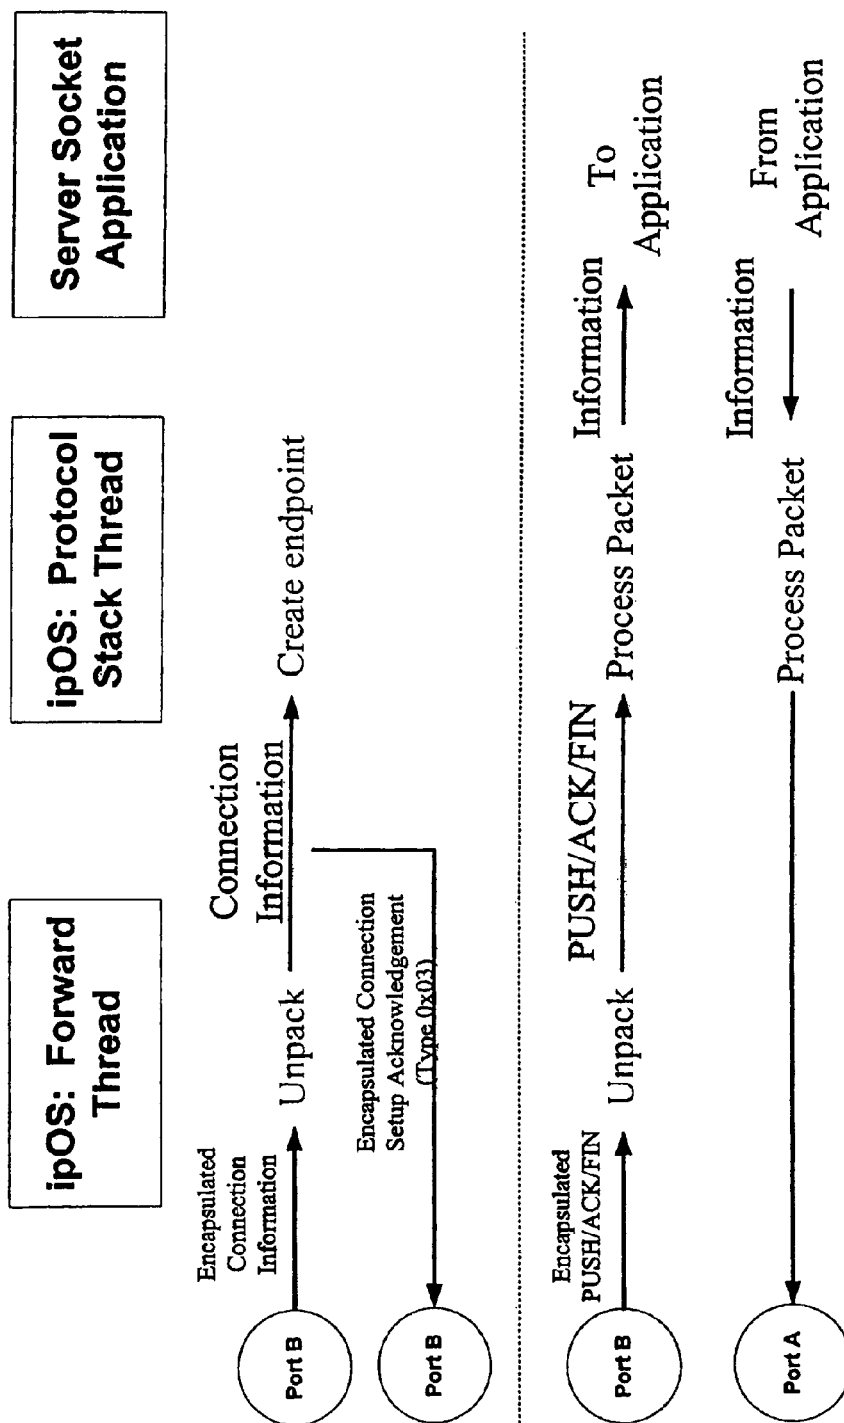 ipOS: Forward
Thread
ipOS: Protocol
Stack Thread
Server Socket
Application
Port B
Encapsulated
Connection
Information
Unpack
Connection
Information
Create endpoint
Port B
Encapsulated Connection
Setup Acknowledgement
(Type 0x03)
Port B
Encapsulated
PUSH/ACK/FIN
Unpack
PUSH/ACK/FIN
Process Packet
Information
To
Application
Port A
Process Packet
Information
From
Application